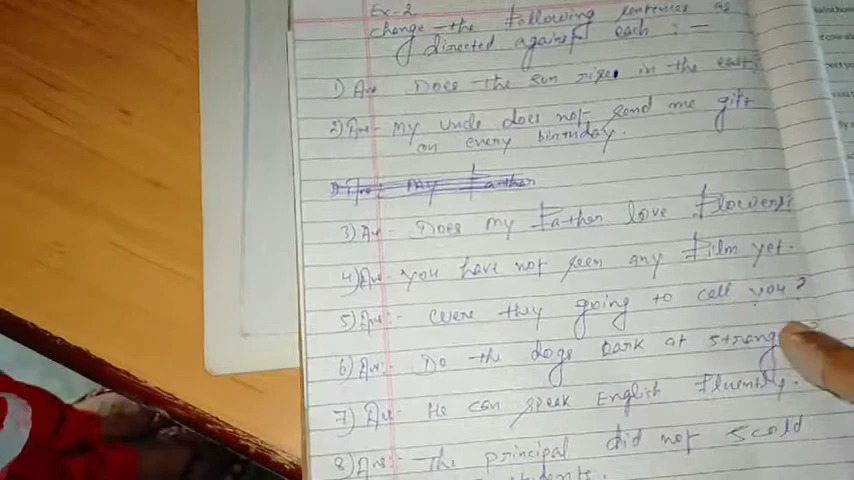 Ex-2
change the following sentences as
directed against each : -
1) Ans Does the sun rise in the east?
2) Ans:- My uncle does not send me gift
on every birthday.
3) Ans:- Does my Father love Flowers?
4) Ans:- You have not seen any Film yet.
5) Ans:- Were they going to call you?
6) Ans:- Do the dogs bark at
7) Ans:- He can speak English Fluently.
8) Ans:- The principal did not scold
students.